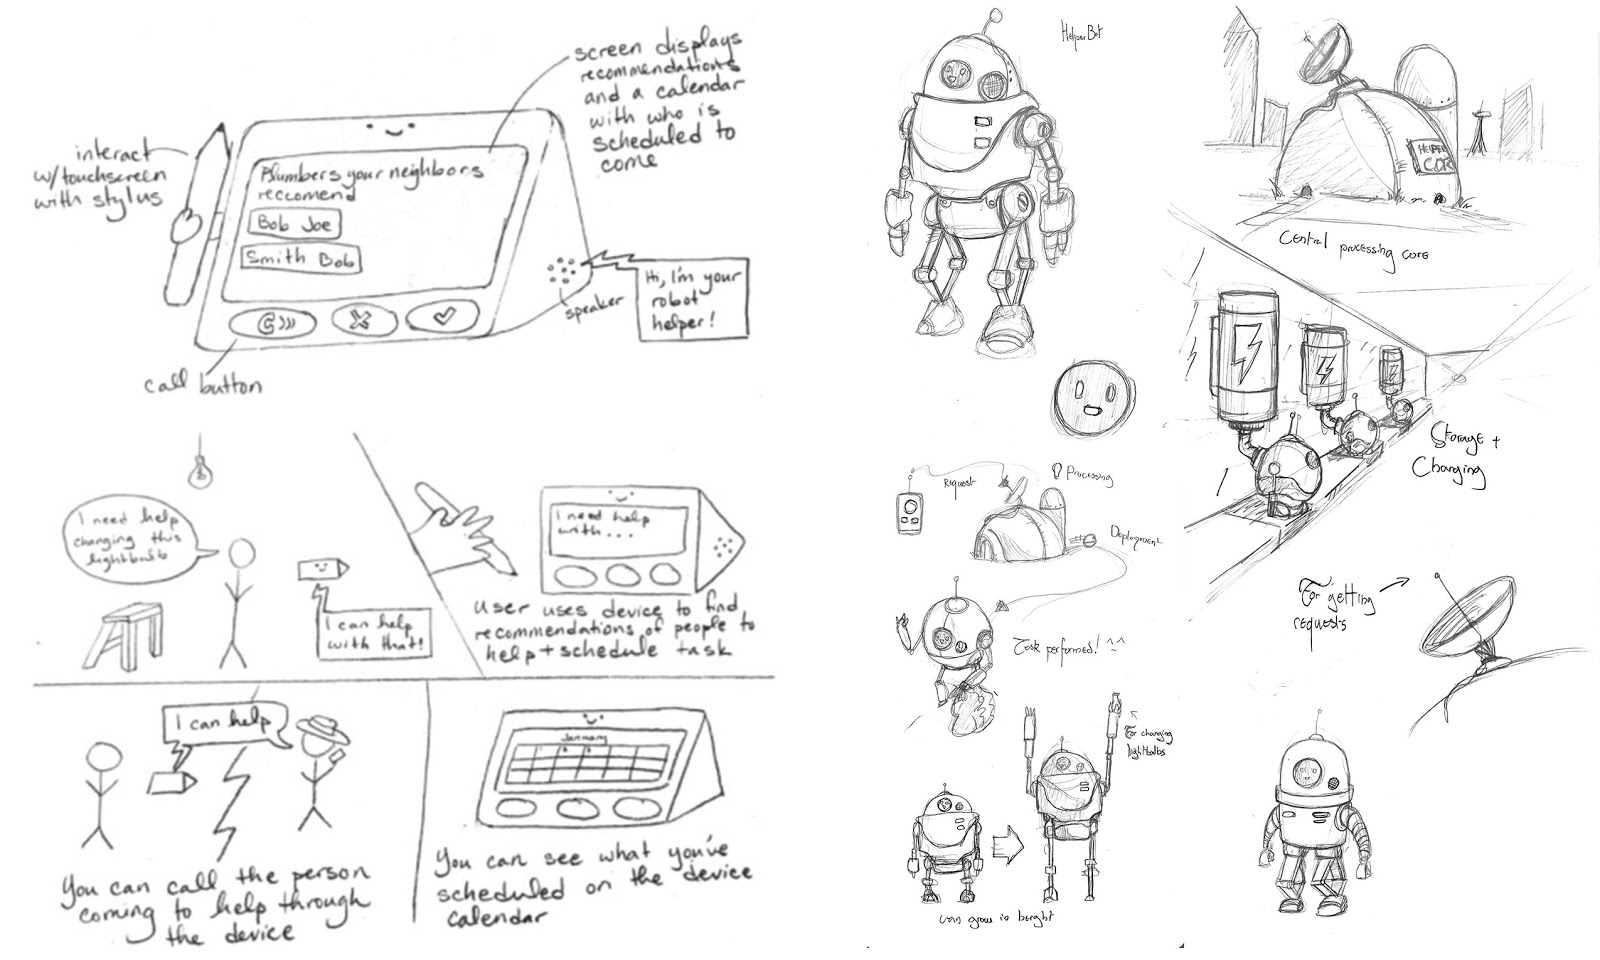 screen displays
recommendations
and a calendar
with who is
scheduled to
come
interact
w/touchscreen
with stylus
Plumbers your neighbors
reccomend
Bob Joe
Smith Bob
speaker
Hi, I'm your
robot
helper!
call button
I need help
changing this
lightbulb
I can help
with that!
I need help
with...
User uses device to find
recommendations of people to
help + schedule task
I can help
You can call the person
coming to help through
the device
January
You can see what you've
scheduled on the device
calendar
HelperBot
HELPER
COR
Central processing core
Storage +
Charging
Request
Processing
Deployment
Task performed! ^^
For getting
requests
For changing
lightbulbs
can grow in height